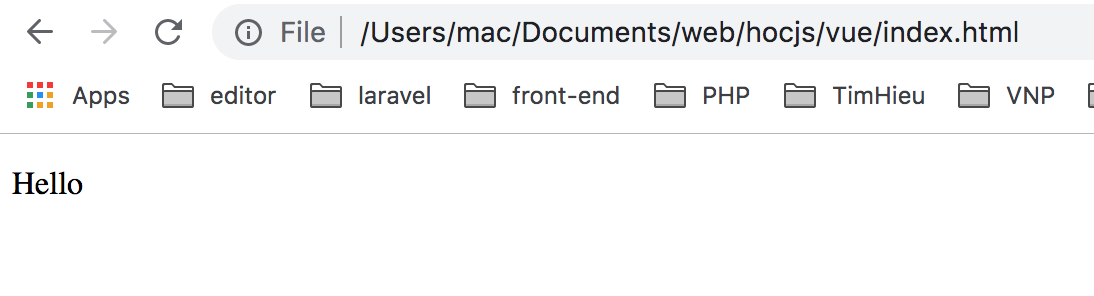 File /Users/mac/Documents/web/hocjs/vue/index.html
Apps editor laravel front-end PHP TimHieu VNP
Hello